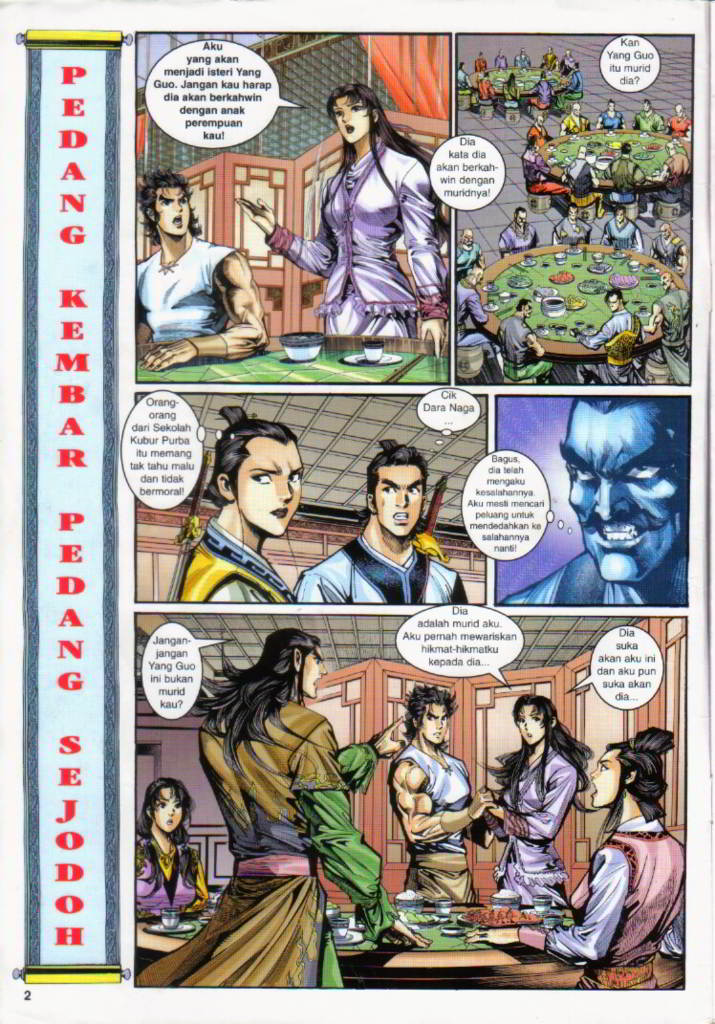 PEDANG KEMBAR PEDANG SEJODOH
Aku
yang akan
menjadi isteri Yang
Guo. Jangan kau harap
dia akan berkahwin
dengan anak
perempuan
kau!
Kan
Yang Guo
itu murid
dia?
Dia
kata dia
akan berkah-
win dengan
muridnya!
Orang-
orang
dari Sekolah
Kubur Purba
itu memang
tak tahu malu
dan tidak
bermoral!
Cik
Dara Naga
...
Bagus,
dia telah
mengaku
kesalahannya.
Aku mesti mencari
peluang untuk
mendedahkan ke
salahannya
nanti!
Jangan-
jangan
Yang Guo
ini bukan
murid
kau?
Dia
adalah murid aku.
Aku pernah mewariskan
hikmat-hikmatku
kepada dia...
Dia
suka
akan aku ini
dan aku pun
suka akan
dia...
2